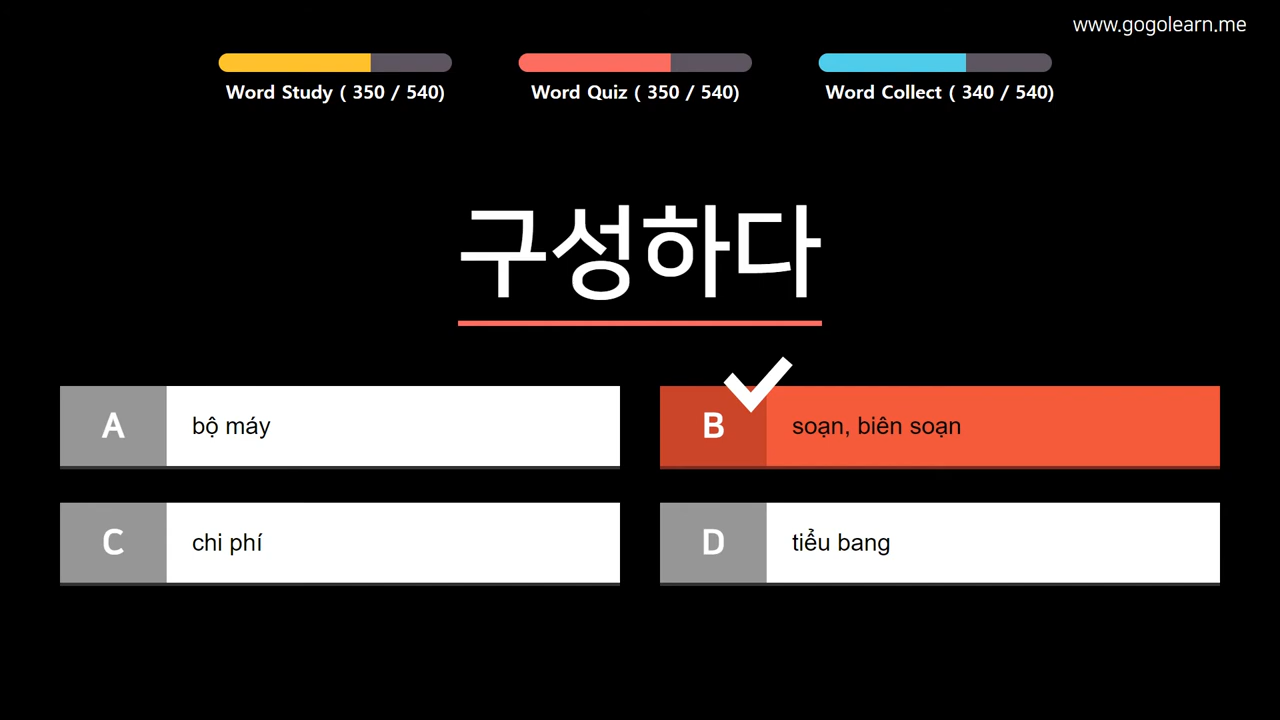 www.gogolearn.me
Word Study ( 350 / 540)
Word Quiz ( 350 / 540)
Word Collect ( 340 / 540)
구성하다
A bộ máy
B soạn, biên soạn
C chi phí
D tiểu bang